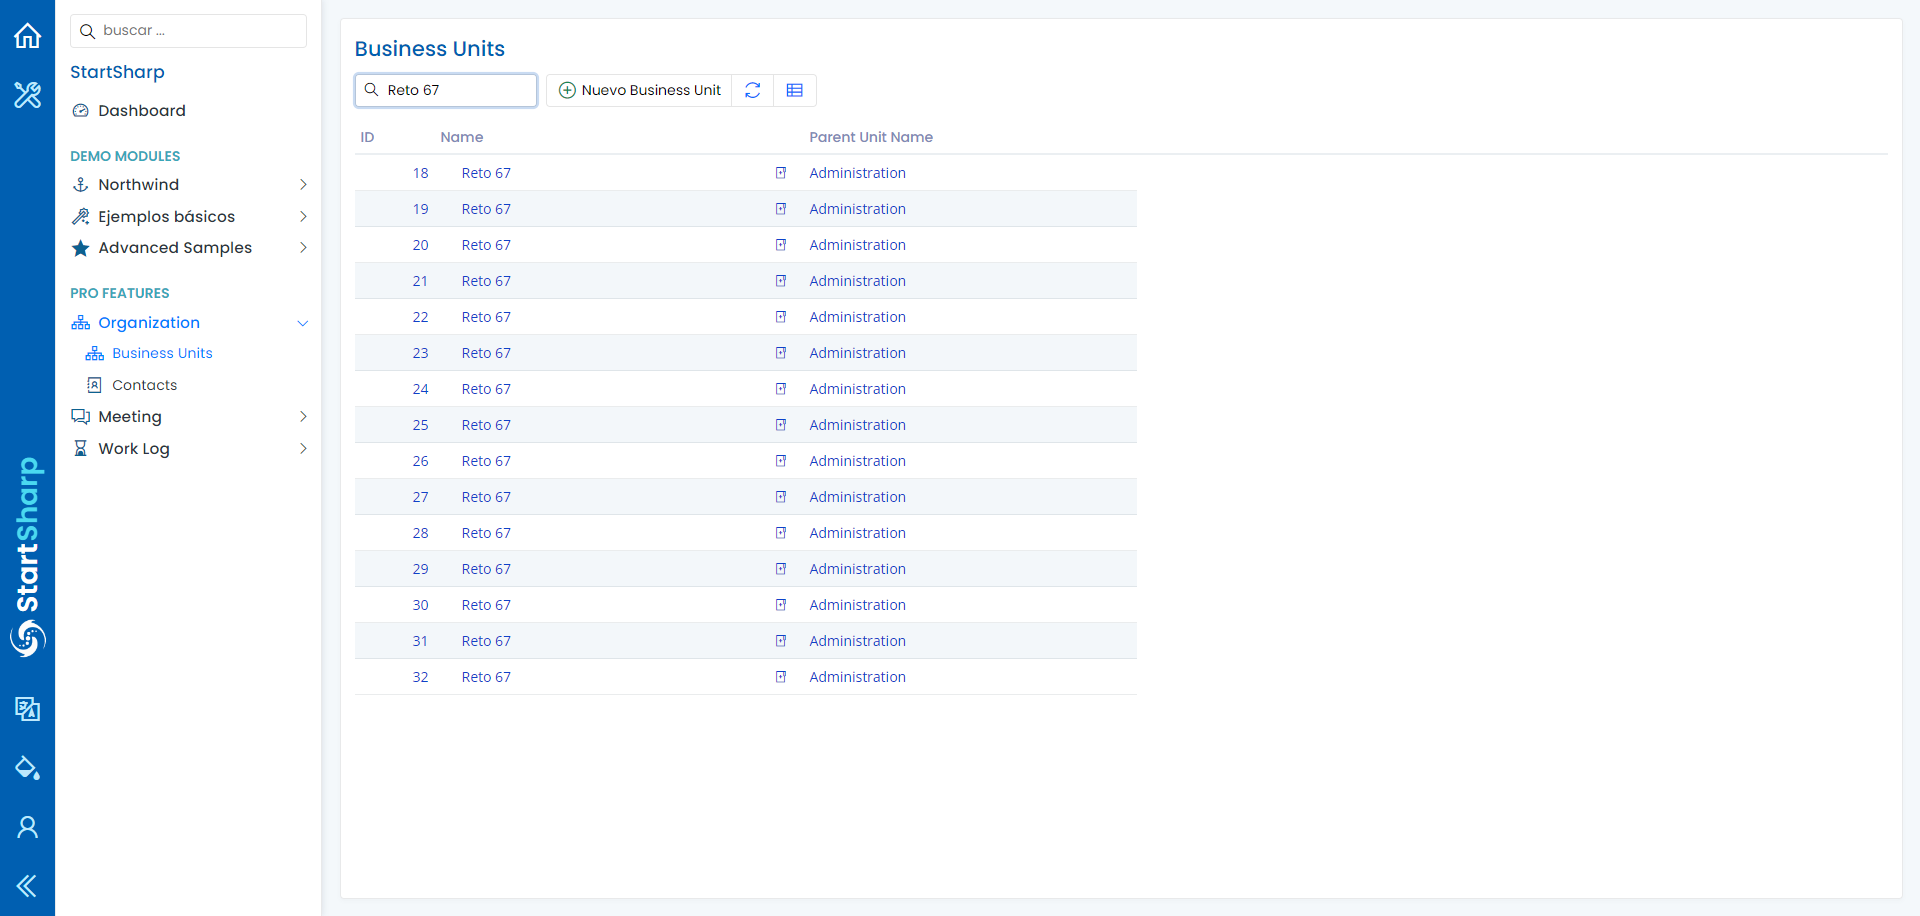 buscar ...
StartSharp
Dashboard
DEMO MODULES
Northwind
Ejemplos básicos
Advanced Samples
PRO FEATURES
Organization
Business Units
Contacts
Meeting
Work Log
StartSharp
Business Units
Reto 67
Nuevo Business Unit
ID Name Parent Unit Name
18 Reto 67 Administration
19 Reto 67 Administration
20 Reto 67 Administration
21 Reto 67 Administration
22 Reto 67 Administration
23 Reto 67 Administration
24 Reto 67 Administration
25 Reto 67 Administration
26 Reto 67 Administration
27 Reto 67 Administration
28 Reto 67 Administration
29 Reto 67 Administration
30 Reto 67 Administration
31 Reto 67 Administration
32 Reto 67 Administration